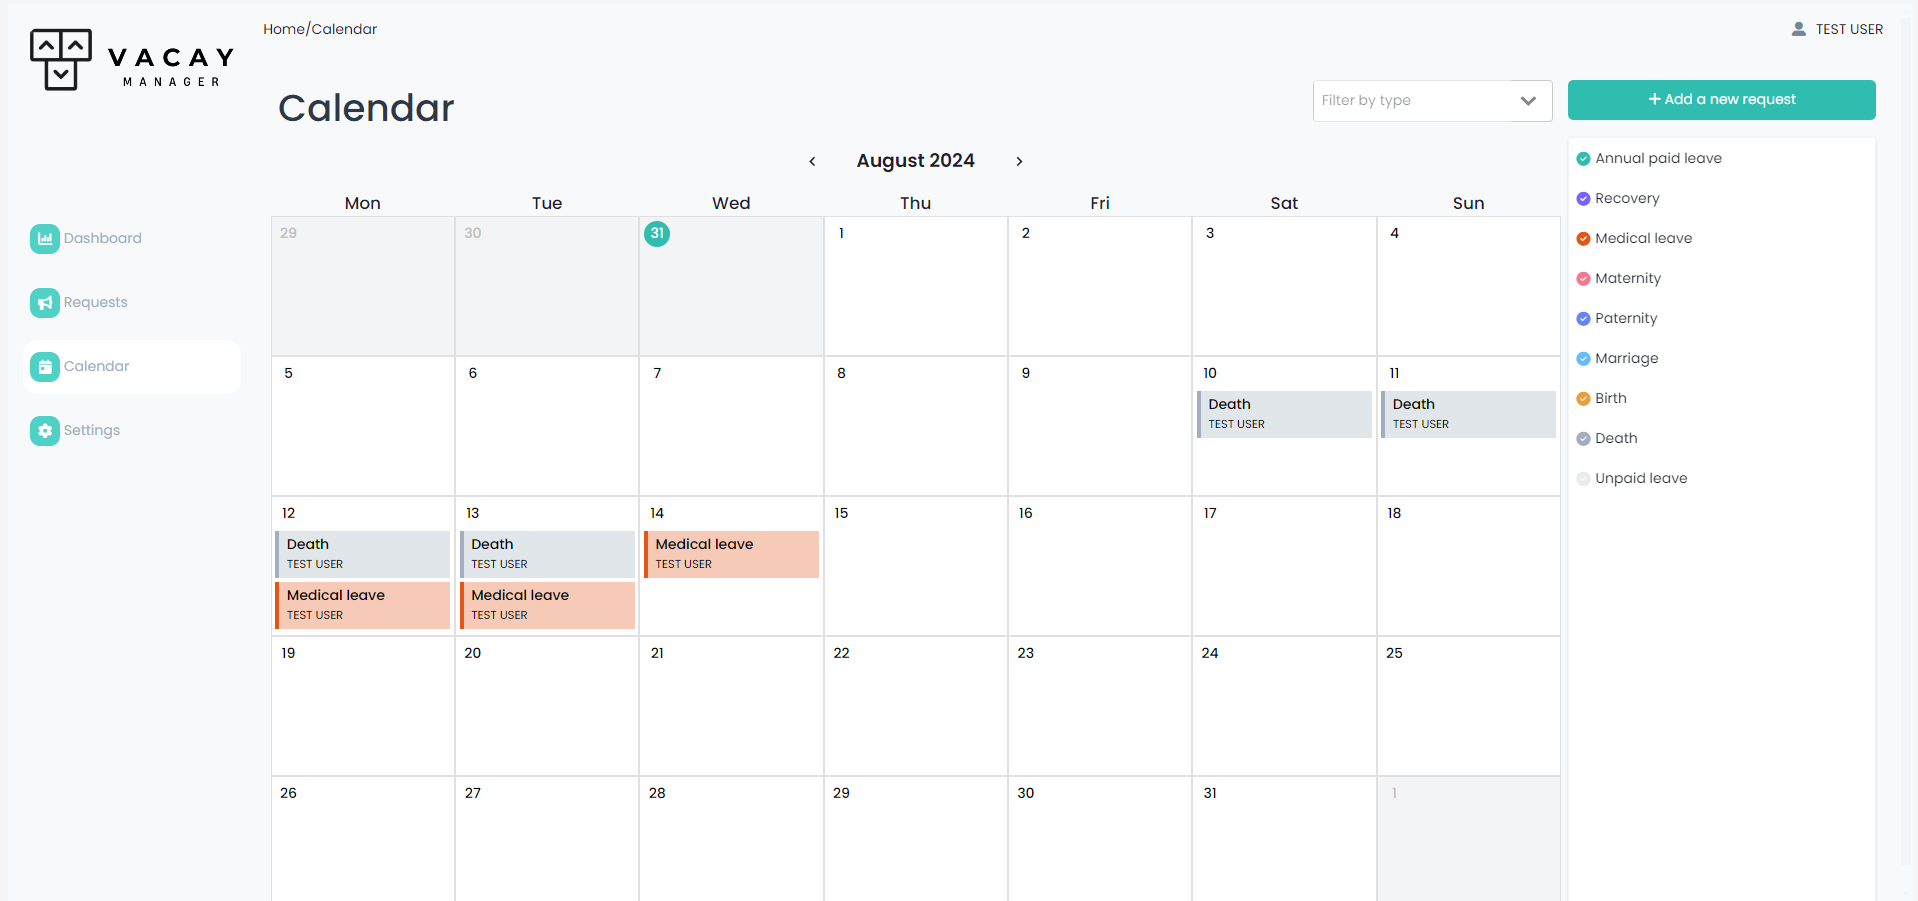 VACAY
MANAGER
Home/Calendar
TEST USER
Calendar
Filter by type
+ Add a new request
August 2024
Dashboard
Requests
Calendar
Settings
Mon Tue Wed Thu Fri Sat Sun
29 30 31 1 2 3 4
5 6 7 8 9 10 11
Death Death
TEST USER TEST USER
12 13 14 15 16 17 18
Death Death Medical leave
TEST USER TEST USER TEST USER
Medical leave Medical leave
TEST USER TEST USER
19 20 21 22 23 24 25
26 27 28 29 30 31 1
Annual paid leave
Recovery
Medical leave
Maternity
Paternity
Marriage
Birth
Death
Unpaid leave